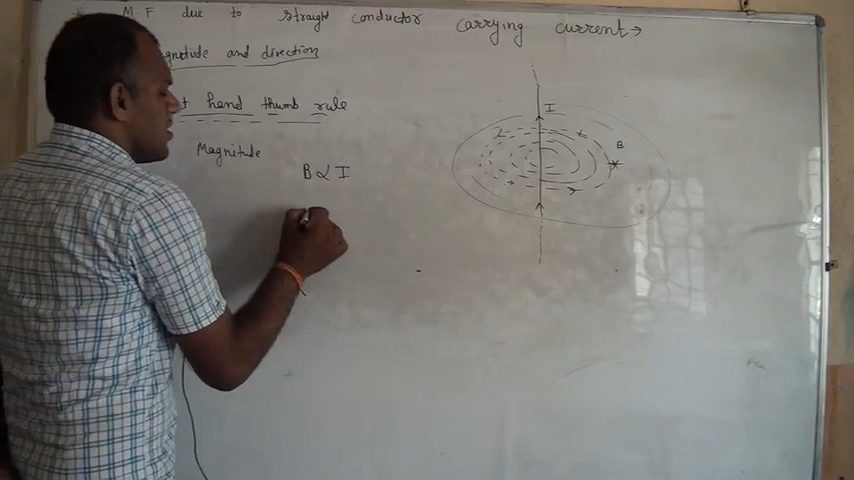 * M.F due to straight conductor carrying current→
and direction
hand thumb rule
Magnitude
B ∝ I
I
B